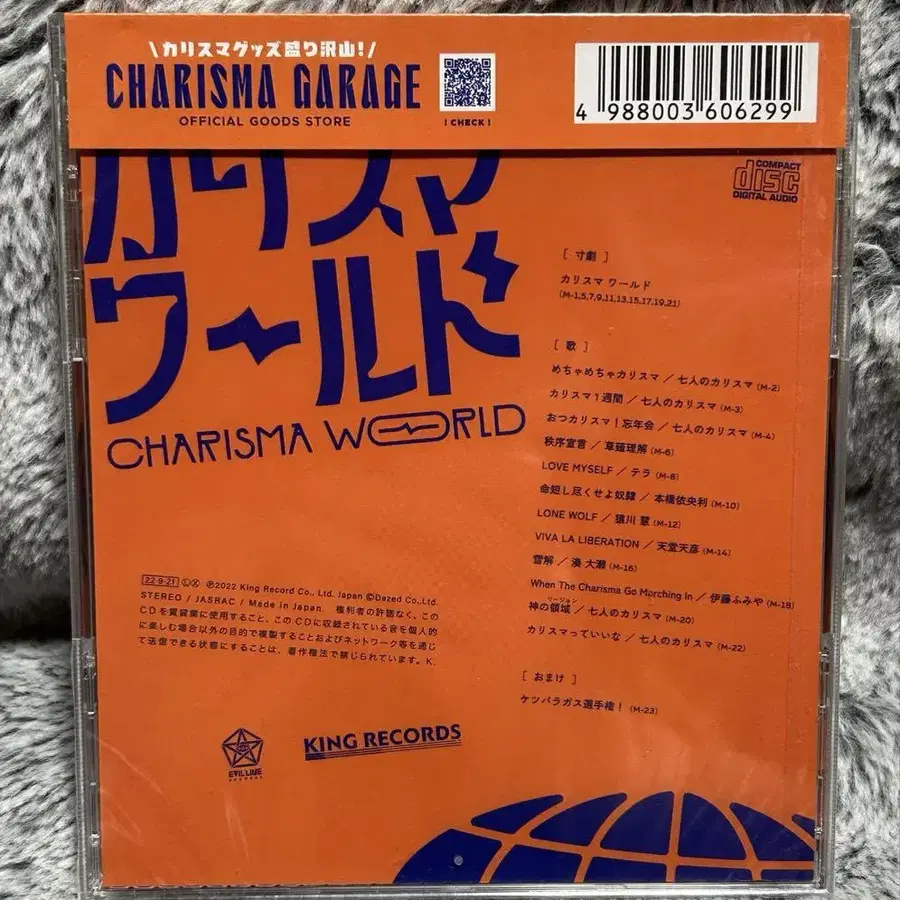 \カリスマグッズ盛り沢山!/
CHARISMA GARAGE
OFFICIAL GOODS STORE
! CHECK !
4 988003 606299
COMPACT
disc
DIGITAL AUDIO
カリスマ
ワールド
CHARISMA WORLD
[ 寸劇 ]
カリスマ ワールド
(M-1,5,7,9,11,13,15,17,19,21)
[ 歌 ]
めちゃめちゃカリスマ / 七人のカリスマ (M-2)
カリスマ1週間 / 七人のカリスマ (M-3)
おつカリスマ!忘年会 / 七人のカリスマ (M-4)
秩序宣言 / 草薙理解 (M-6)
LOVE MYSELF / テラ (M-8)
命短し尽くせよ奴隷 / 本橋依央利 (M-10)
LONE WOLF / 猿川 慧 (M-12)
VIVA LA LIBERATION / 天堂天彦 (M-14)
雪解 / 湊 大瀬 (M-16)
When The Charisma Go Marching In / 伊藤ふみや (M-18)
リージョン
神の領域 / 七人のカリスマ (M-20)
カリスマっていいな / 七人のカリスマ (M-22)
[ おまけ ]
ケツパラガス選手権! (M-23)
22・9・21 Ⓛ Ⓧ ℗2022 King Record Co., Ltd. Japan ©Dazed Co.,Ltd.
STEREO / JASRAC / Made in Japan. 権利者の許諾なく、この
CDを賃貸業に使用すること、このCDに収録されている音を個人的
に楽しむ場合以外の目的で複製することおよびネットワーク等を通じ
て送信できる状態にすることは、著作権法で禁じられています。K.
EVIL LINE
RECORDS
KING RECORDS